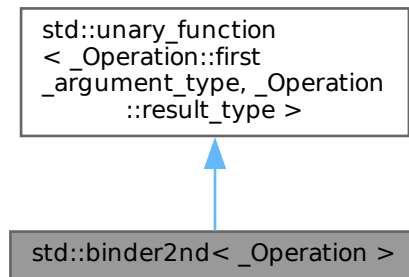 std::unary_function
< _Operation::first
_argument_type, _Operation
::result_type >
std::binder2nd< _Operation >